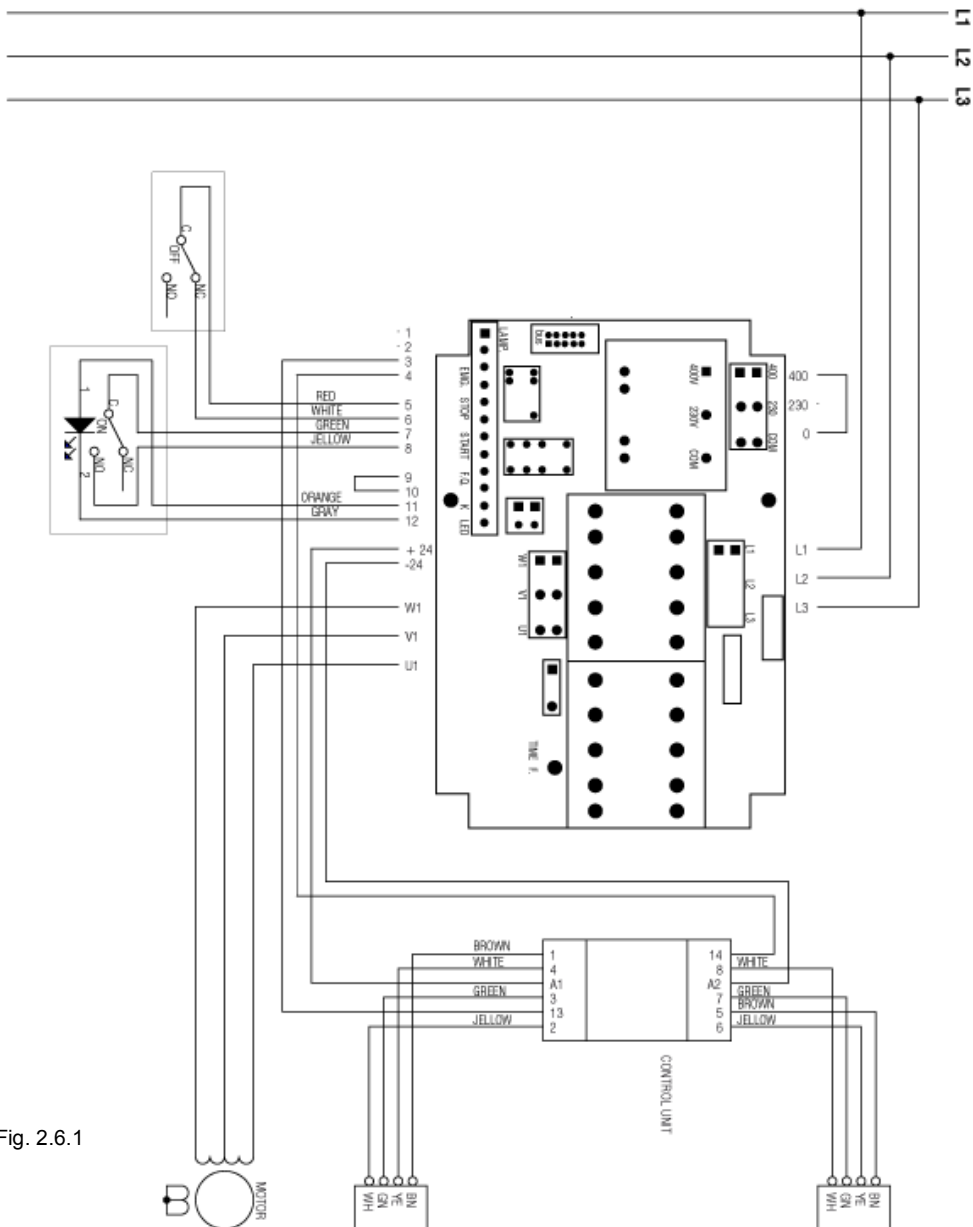 L1
L2
L3
C
OFF
NC
NO
1
C
ON
NO
NC
2
1
2
3
4
RED
5
WHITE
6
GREEN
7
JELLOW
8
9
10
ORANGE
11
GRAY
12
+ 24
-24
W1
V1
U1
LAMP.
EMG.
STOP
START
F.Q.
K
LED
bus
400V
230V
COM
400
230
COM
400
230
0
W1
V1
U1
L1
L2
L3
L1
L2
L3
TIME F.
BROWN
1
WHITE
4
A1
GREEN
3
13
JELLOW
2
14
8
WHITE
A2
7
GREEN
5
BROWN
6
JELLOW
CONTROL UNIT
Fig. 2.6.1
MOTOR
WH
GN
YE
BN
WH
GN
YE
BN